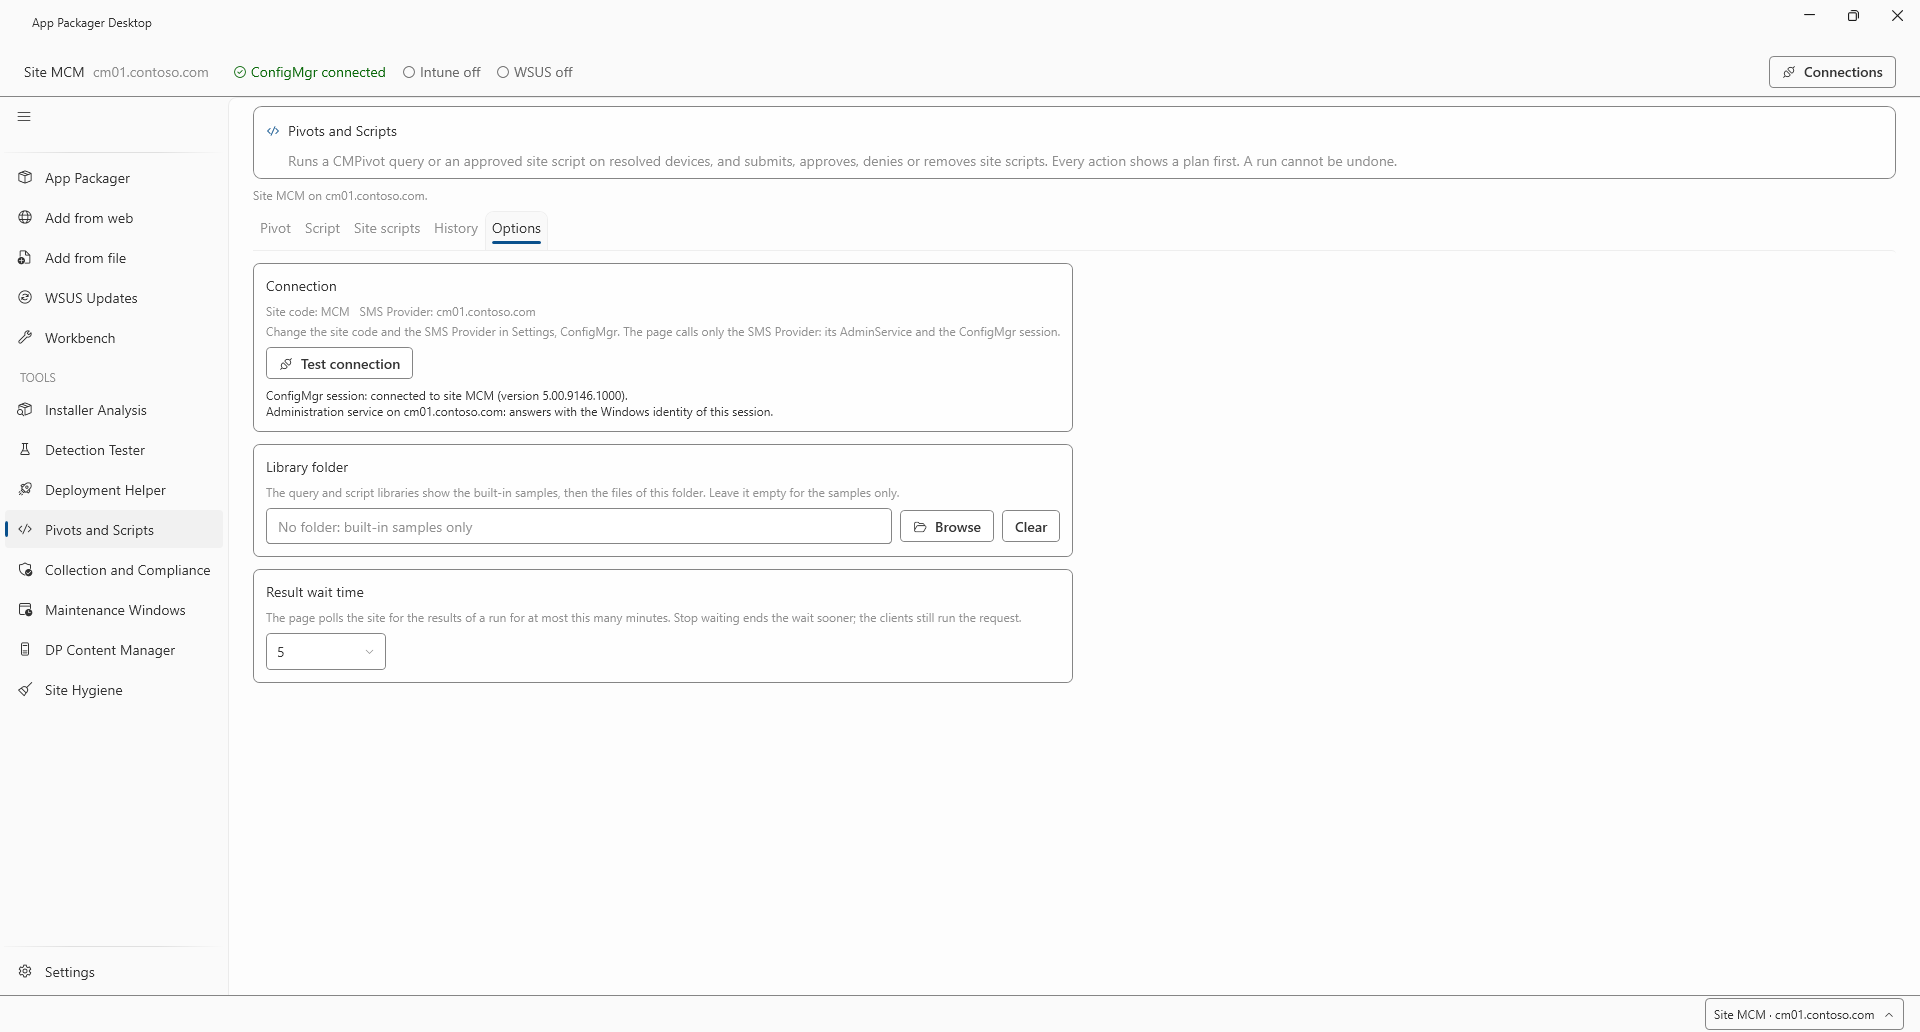 App Packager Desktop
Site MCM cm01.contoso.com ConfigMgr connected Intune off WSUS off Connections
Pivots and Scripts
Runs a CMPivot query or an approved site script on resolved devices, and submits, approves, denies or removes site scripts. Every action shows a plan first. A run cannot be undone.
Site MCM on cm01.contoso.com.
Pivot Script Site scripts History Options
App Packager
Add from web
Add from file
WSUS Updates
Workbench
TOOLS
Installer Analysis
Detection Tester
Deployment Helper
Pivots and Scripts
Collection and Compliance
Maintenance Windows
DP Content Manager
Site Hygiene
Settings
Connection
Site code: MCM SMS Provider: cm01.contoso.com
Change the site code and the SMS Provider in Settings, ConfigMgr. The page calls only the SMS Provider: its AdminService and the ConfigMgr session.
Test connection
ConfigMgr session: connected to site MCM (version 5.00.9146.1000).
Administration service on cm01.contoso.com: answers with the Windows identity of this session.
Library folder
The query and script libraries show the built-in samples, then the files of this folder. Leave it empty for the samples only.
No folder: built-in samples only Browse Clear
Result wait time
The page polls the site for the results of a run for at most this many minutes. Stop waiting ends the wait sooner; the clients still run the request.
5
Site MCM · cm01.contoso.com